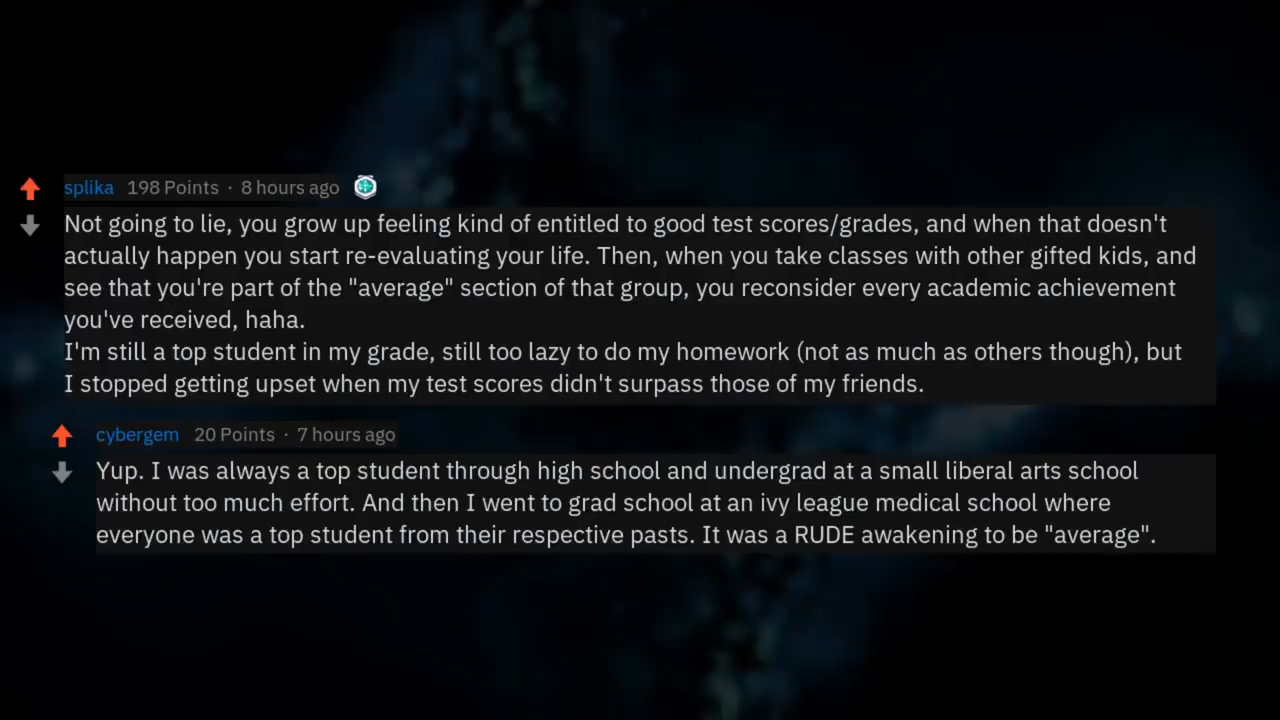 splika 198 Points · 8 hours ago
Not going to lie, you grow up feeling kind of entitled to good test scores/grades, and when that doesn't
actually happen you start re-evaluating your life. Then, when you take classes with other gifted kids, and
see that you're part of the "average" section of that group, you reconsider every academic achievement
you've received, haha.
I'm still a top student in my grade, still too lazy to do my homework (not as much as others though), but
I stopped getting upset when my test scores didn't surpass those of my friends.
cybergem 20 Points · 7 hours ago
Yup. I was always a top student through high school and undergrad at a small liberal arts school
without too much effort. And then I went to grad school at an ivy league medical school where
everyone was a top student from their respective pasts. It was a RUDE awakening to be "average".